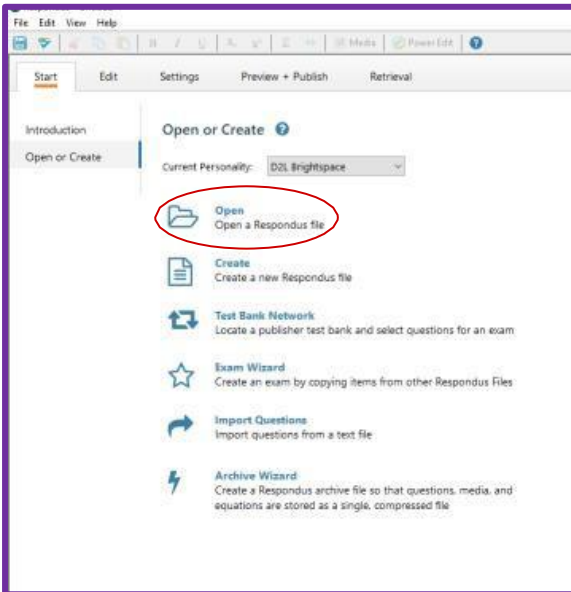 File Edit View Help
B I U Media Power Edit
Start Edit Settings Preview + Publish Retrieval
Introduction
Open or Create
Open or Create
Current Personality: D2L Brightspace
Open
Open a Respondus file
Create
Create a new Respondus file
Test Bank Network
Locate a publisher test bank and select questions for an exam
Exam Wizard
Create an exam by copying items from other Respondus Files
Import Questions
Import questions from a text file
Archive Wizard
Create a Respondus archive file so that questions, media, and
equations are stored as a single, compressed file